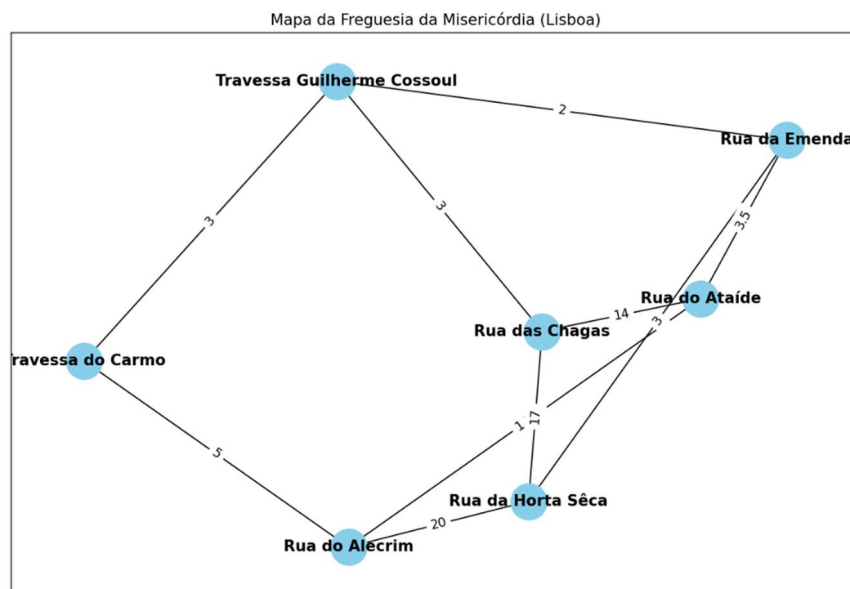 Mapa da Freguesia da Misericórdia (Lisboa)
Travessa Guilherme Cossoul
2
Rua da Emenda
3
3
3.5
Rua do Ataíde
14
3
Rua das Chagas
ravessa do Carmo
1
17
5
Rua da Horta Sêca
20
Rua do Alecrim